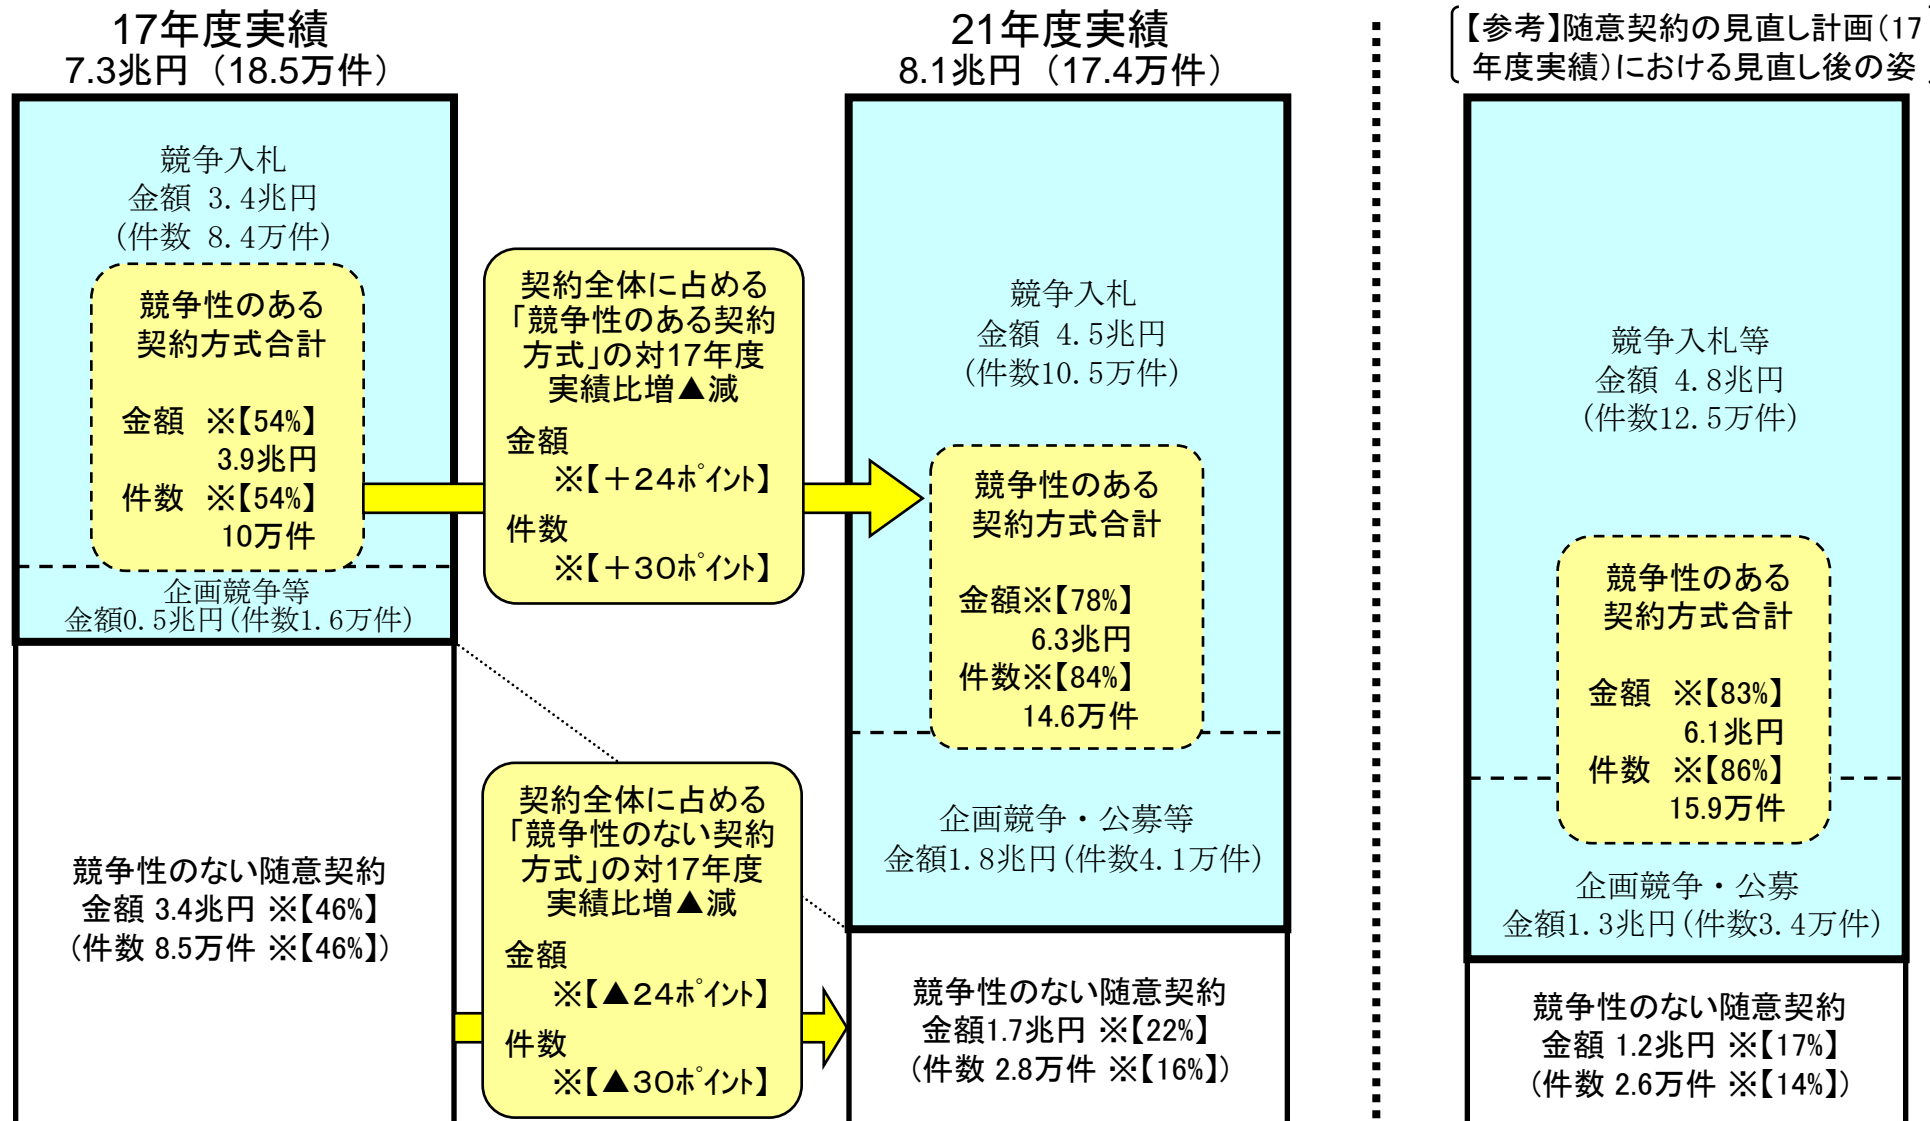 17年度実績
7.3兆円（18.5万件）
競争入札
金額 3.4兆円
(件数 8.4万件)
競争性のある
契約方式合計
金額 ※【54%】
3.9兆円
件数 ※【54%】
10万件
企画競争等
金額0.5兆円(件数1.6万件)
競争性のない随意契約
金額 3.4兆円 ※【46%】
(件数 8.5万件 ※【46%】)
契約全体に占める
「競争性のある契約
方式」の対17年度
実績比増▲減
金額
※【＋24ﾎﾟｲﾝﾄ】
件数
※【＋30ﾎﾟｲﾝﾄ】
契約全体に占める
「競争性のない契約
方式」の対17年度
実績比増▲減
金額
※【▲24ﾎﾟｲﾝﾄ】
件数
※【▲30ﾎﾟｲﾝﾄ】
21年度実績
8.1兆円（17.4万件）
競争入札
金額 4.5兆円
(件数10.5万件)
競争性のある
契約方式合計
金額※【78%】
6.3兆円
件数※【84%】
14.6万件
企画競争・公募等
金額1.8兆円(件数4.1万件)
競争性のない随意契約
金額1.7兆円 ※【22%】
(件数 2.8万件 ※【16%】)
【参考】随意契約の見直し計画(17
年度実績)における見直し後の姿
競争入札等
金額 4.8兆円
(件数12.5万件)
競争性のある
契約方式合計
金額 ※【83%】
6.1兆円
件数 ※【86%】
15.9万件
企画競争・公募
金額1.3兆円(件数3.4万件)
競争性のない随意契約
金額 1.2兆円 ※【17%】
(件数 2.6万件 ※【14%】)